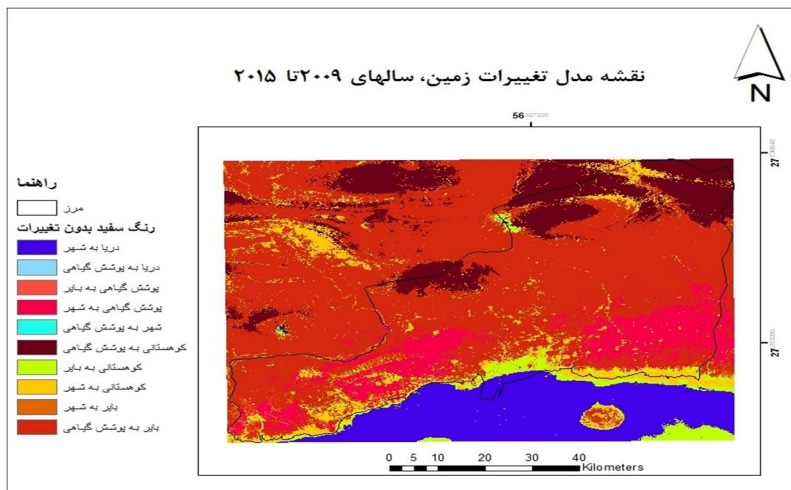 نقشه مدل تغییرات زمین، سالهای ۲۰۰۹تا ۲۰۱۵
N
56
27
27
راهنما
مرز
رنگ سفید بدون تغییرات
دریا به شهر
دریا به پوشش گیاهی
پوشش گیاهی به بایر
پوشش گیاهی به شهر
شهر به پوشش گیاهی
کوهستانی به پوشش گیاهی
کوهستانی به بایر
کوهستانی به شهر
بایر به شهر
بایر به پوشش گیاهی
0 5 10 20 30 40
Kilometers